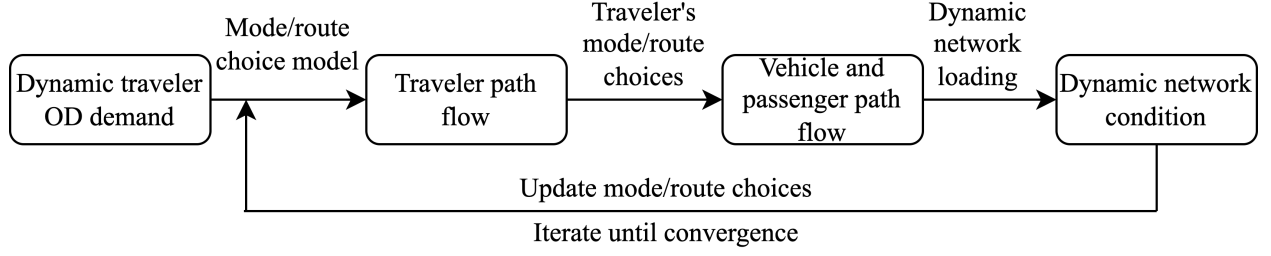 Dynamic traveler
OD demand
Mode/route
choice model
Traveler path
flow
Traveler's
mode/route
choices
Vehicle and
passenger path
flow
Dynamic
network
loading
Dynamic network
condition
Update mode/route choices
Iterate until convergence